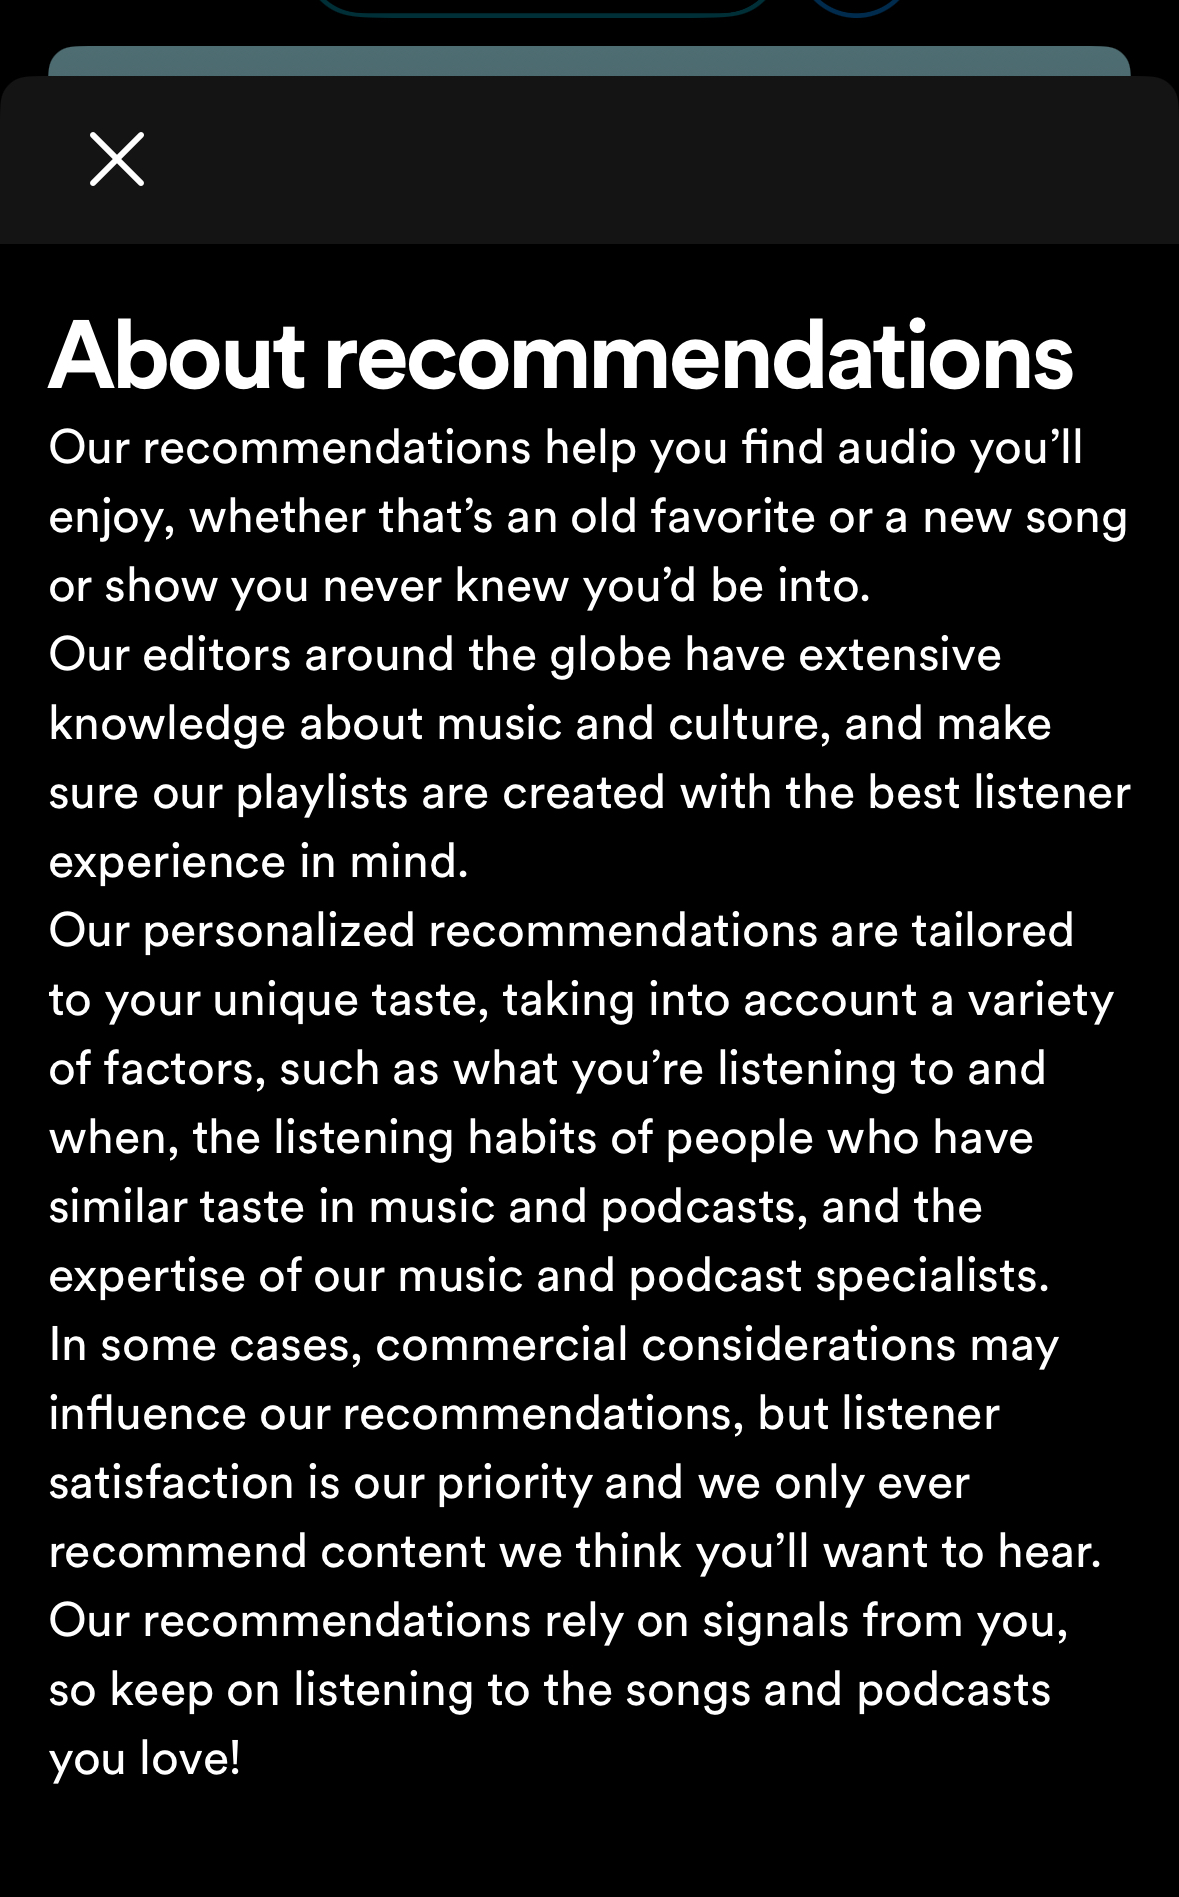 About recommendations
Our recommendations help you find audio you’ll
enjoy, whether that’s an old favorite or a new song
or show you never knew you’d be into.
Our editors around the globe have extensive
knowledge about music and culture, and make
sure our playlists are created with the best listener
experience in mind.
Our personalized recommendations are tailored
to your unique taste, taking into account a variety
of factors, such as what you’re listening to and
when, the listening habits of people who have
similar taste in music and podcasts, and the
expertise of our music and podcast specialists.
In some cases, commercial considerations may
influence our recommendations, but listener
satisfaction is our priority and we only ever
recommend content we think you’ll want to hear.
Our recommendations rely on signals from you,
so keep on listening to the songs and podcasts
you love!